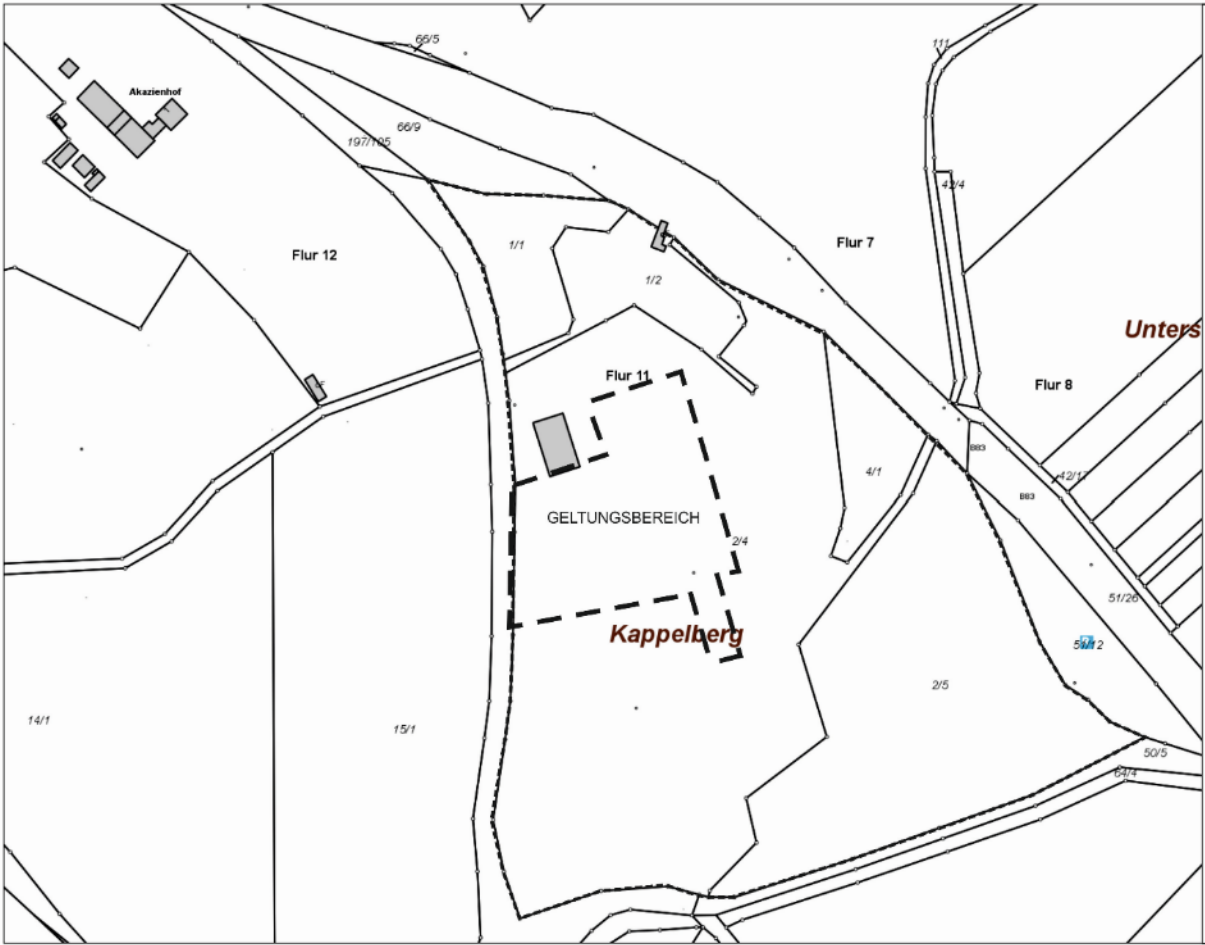 66/5
111
Akazienhof
66/9
197/105
42/4
Flur 12
1/1
Flur 7
1/2
Unters
Flur 11
Flur 8
B83
4/1
42/17
B83
GELTUNGSBEREICH
2/4
51/26
Kappelberg
2/5
14/1
15/1
50/5
64/4